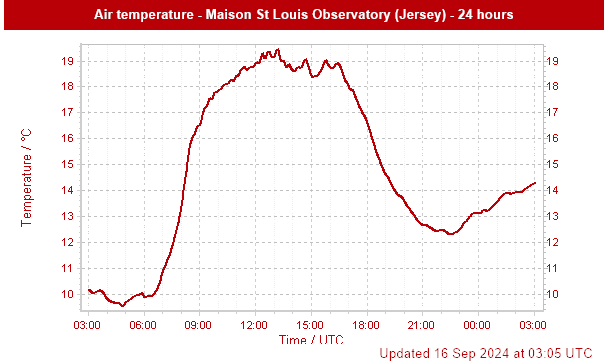 Air temperature - Maison St Louis Observatory (Jersey) - 24 hours
19 19
18 18
17 17
16 16
15 15
14 14
13 13
12 12
11 11
10 10
Temperature / °C
03:00 06:00 09:00 12:00 15:00 18:00 21:00 00:00 03:00
Time / UTC
Updated 16 Sep 2024 at 03:05 UTC